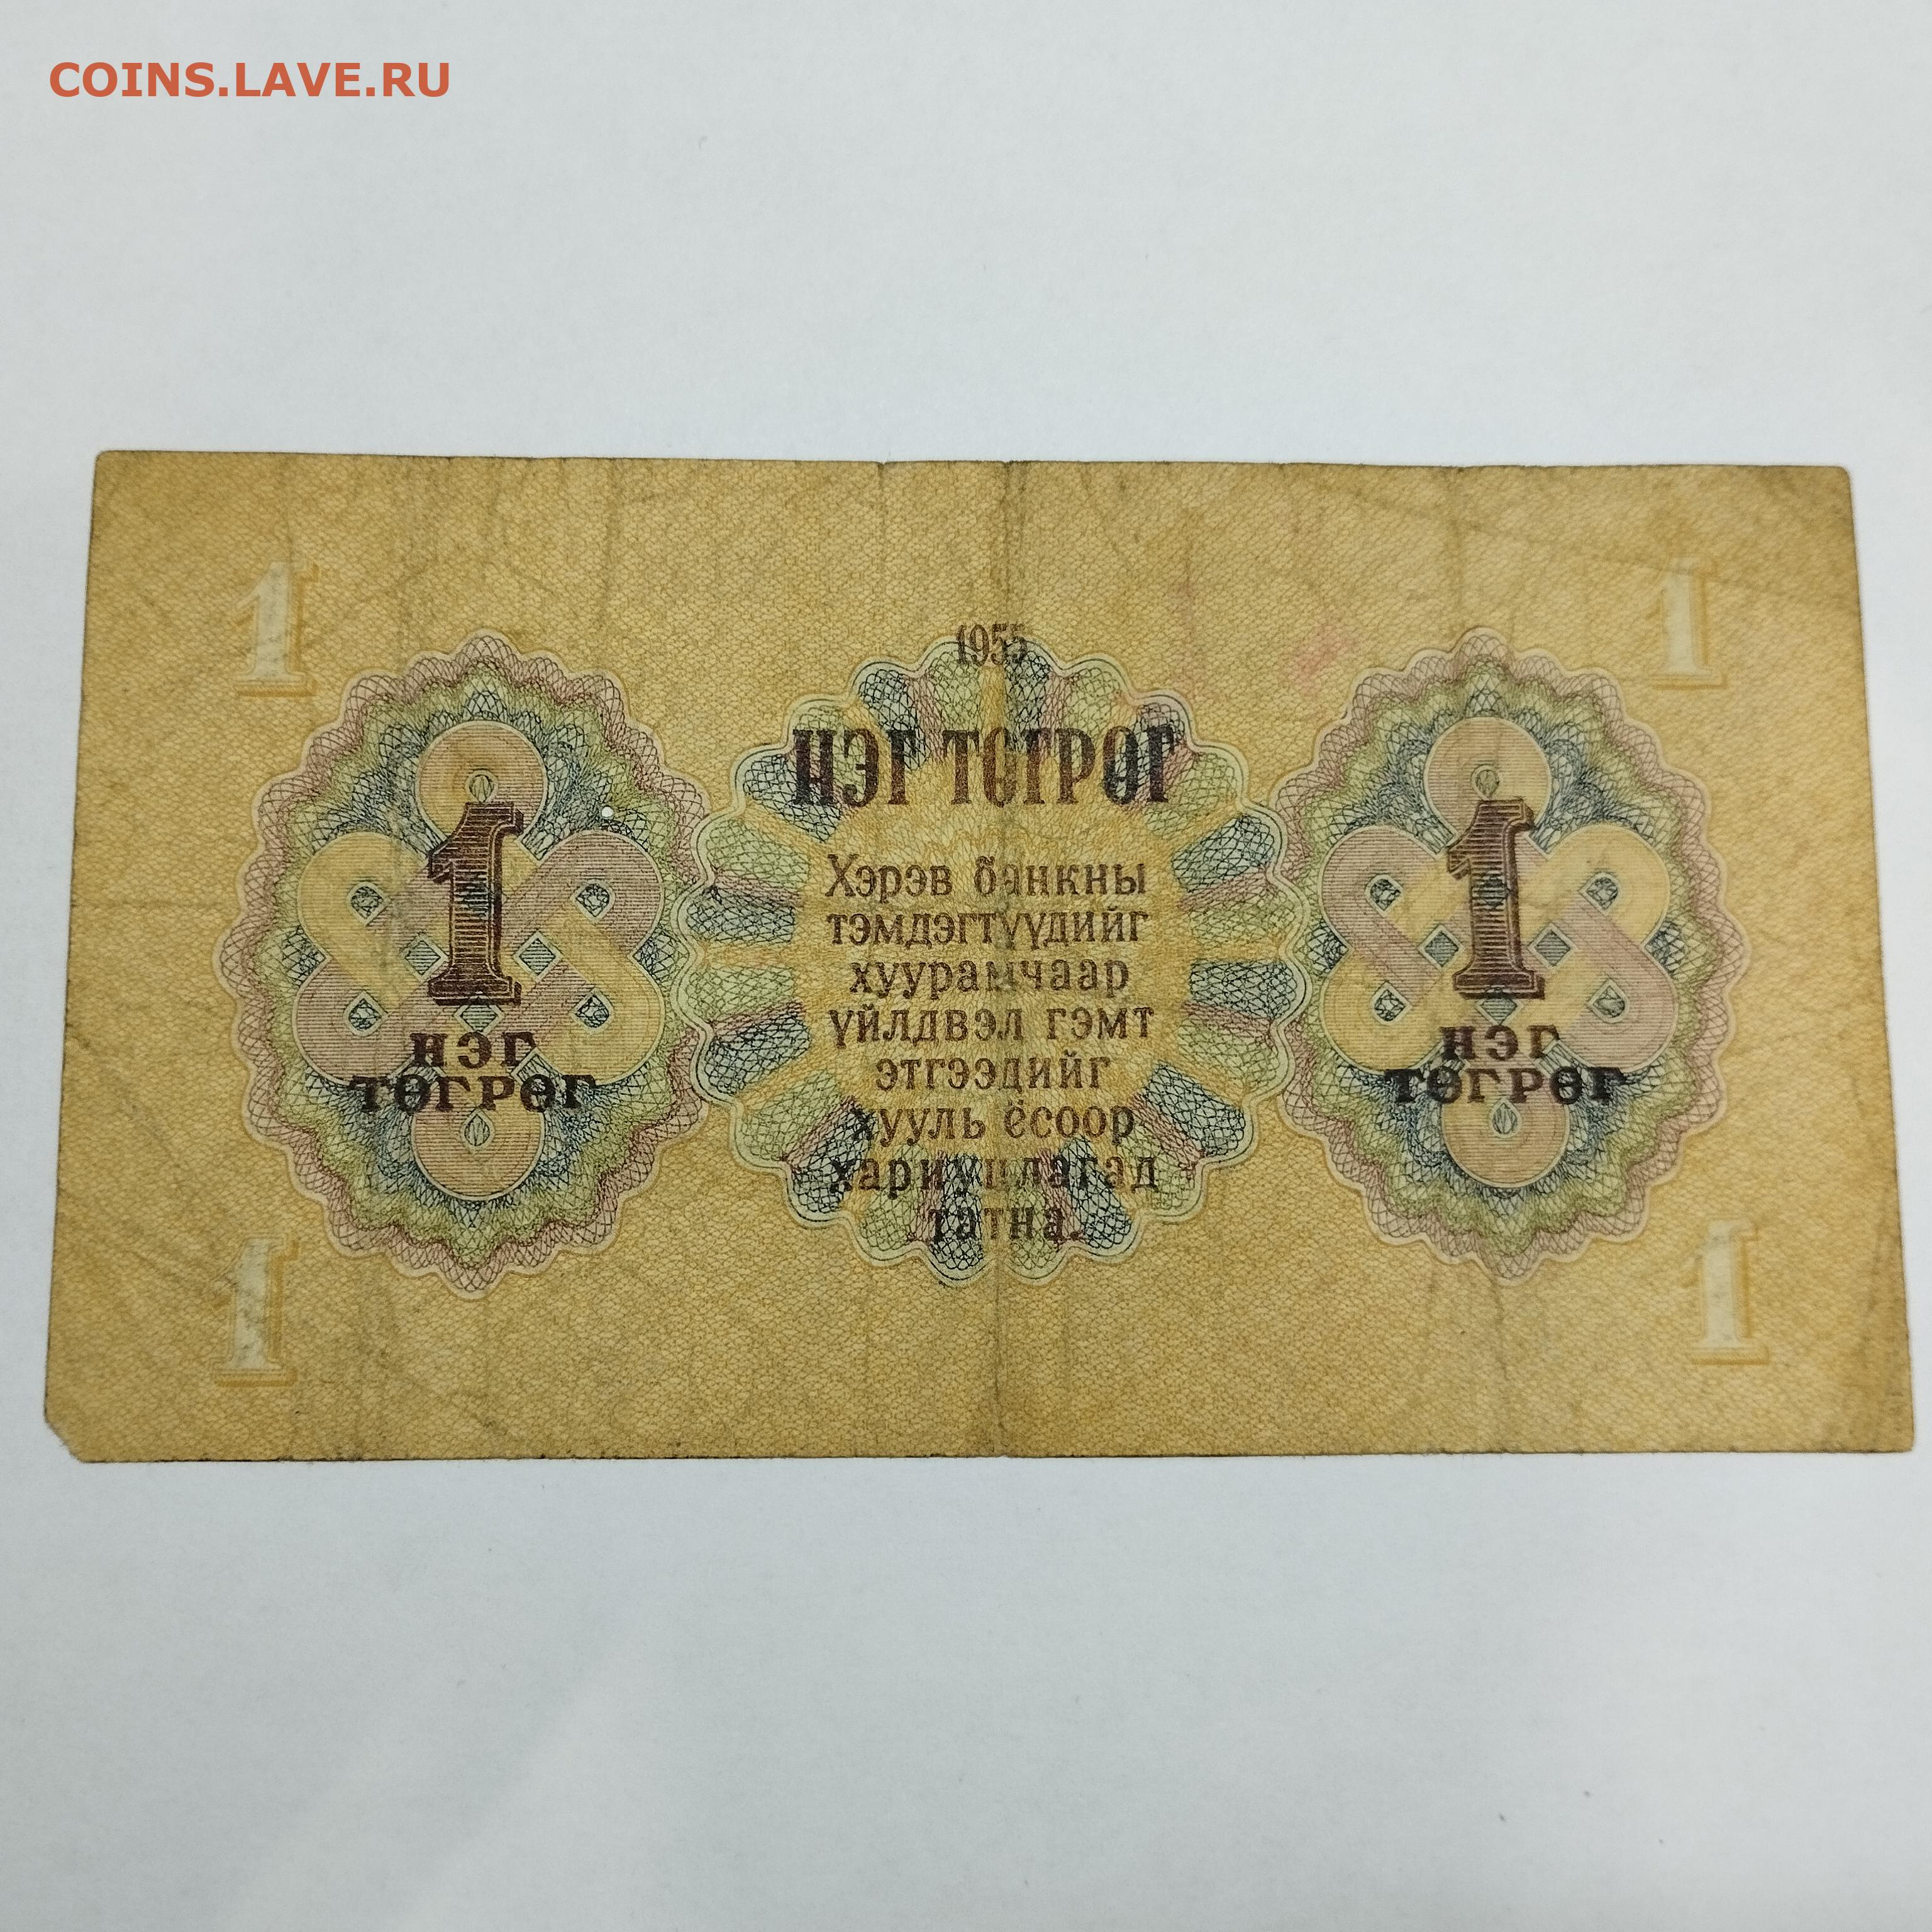 COINS.LAVE.RU
1 1
1955
НЭГ ТӨГРӨГ
Хэрэв банкны
тэмдэгтүүдийг
хуурамчаар
үйлдвэл гэмт
этгээдийг
хууль ёсоор
хариуцлагад
татна.
1
НЭГ
ТӨГРӨГ
1
НЭГ
ТӨГРӨГ
1 1